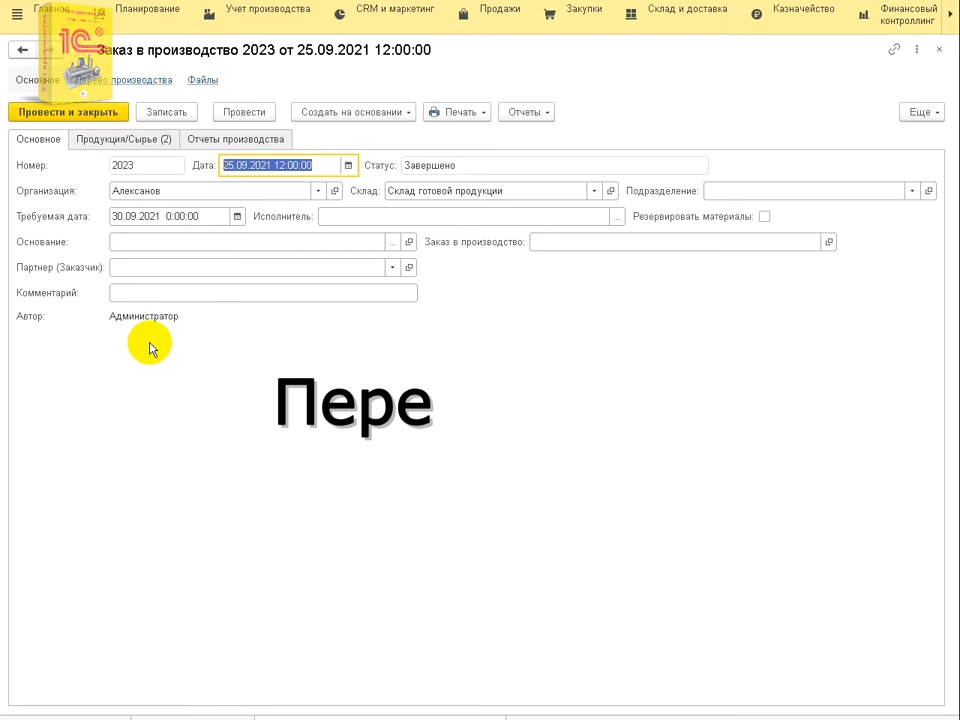 Главное Планирование Учет производства CRM и маркетинг Продажи Закупки Склад и доставка Казначейство Финансовый контроллинг
1С
Заказ в производство 2023 от 25.09.2021 12:00:00
Основное Дерево производства Файлы
Провести и закрыть Записать Провести Создать на основании Печать Отчеты Еще
Основное Продукция/Сырье (2) Отчеты производства
Номер: 2023 Дата: 25.09.2021 12:00:00 Статус: Завершено
Организация: Алексанов Склад: Склад готовой продукции Подразделение:
Требуемая дата: 30.09.2021 0:00:00 Исполнитель: ... Резервировать материалы:
Основание: ... Заказ в производство:
Партнер (Заказчик):
Комментарий:
Автор: Администратор
Пере